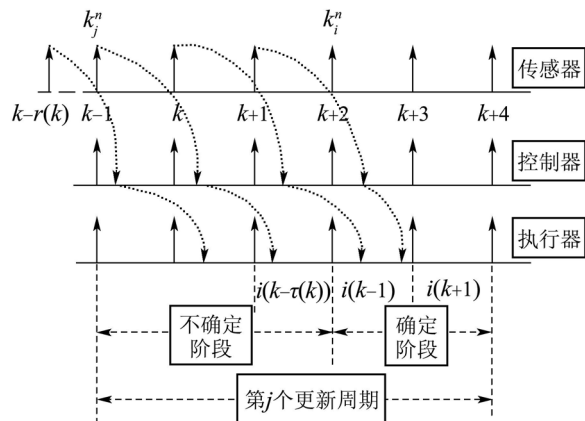 k_j^n k_i^n
传感器
k-r(k) k-1 k k+1 k+2 k+3 k+4
控制器
执行器
i(k-τ(k)) i(k-1) i(k+1)
不确定
阶段
确定
阶段
第j个更新周期